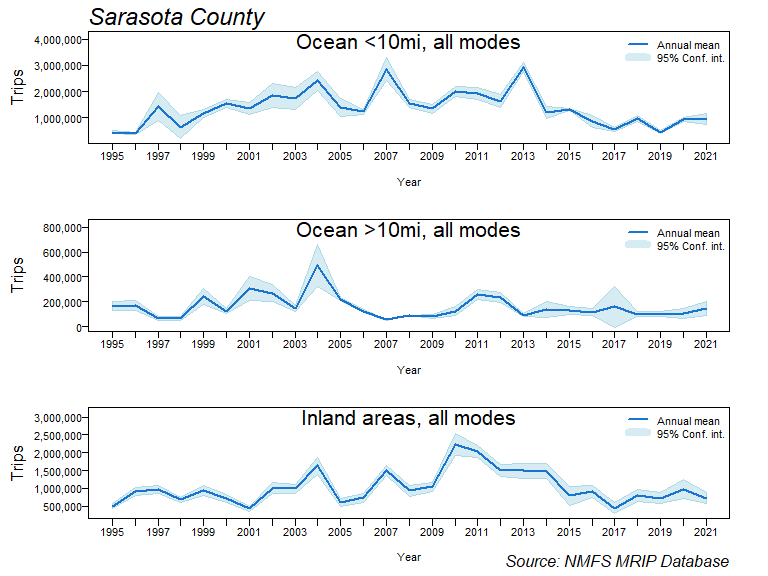 Sarasota County
Ocean <10mi, all modes
Annual mean
95% Conf. int.
Trips
4,000,000
3,000,000
2,000,000
1,000,000
1995 1997 1999 2001 2003 2005 2007 2009 2011 2013 2015 2017 2019 2021
Year
Ocean >10mi, all modes
Annual mean
95% Conf. int.
Trips
800,000
600,000
400,000
200,000
0
1995 1997 1999 2001 2003 2005 2007 2009 2011 2013 2015 2017 2019 2021
Year
Inland areas, all modes
Annual mean
95% Conf. int.
Trips
3,000,000
2,500,000
2,000,000
1,500,000
1,000,000
500,000
1995 1997 1999 2001 2003 2005 2007 2009 2011 2013 2015 2017 2019 2021
Year
Source: NMFS MRIP Database